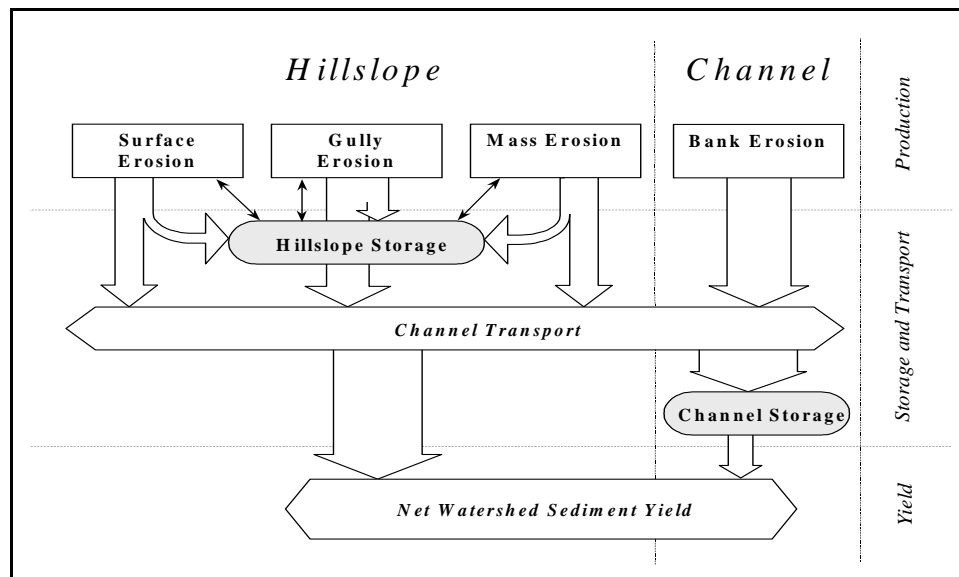 Hillslope
Channel
Surface
Erosion
Gully
Erosion
Mass Erosion
Bank Erosion
Production
Hillslope Storage
Channel Transport
Storage and Transport
Channel Storage
Net Watershed Sediment Yield
Yield